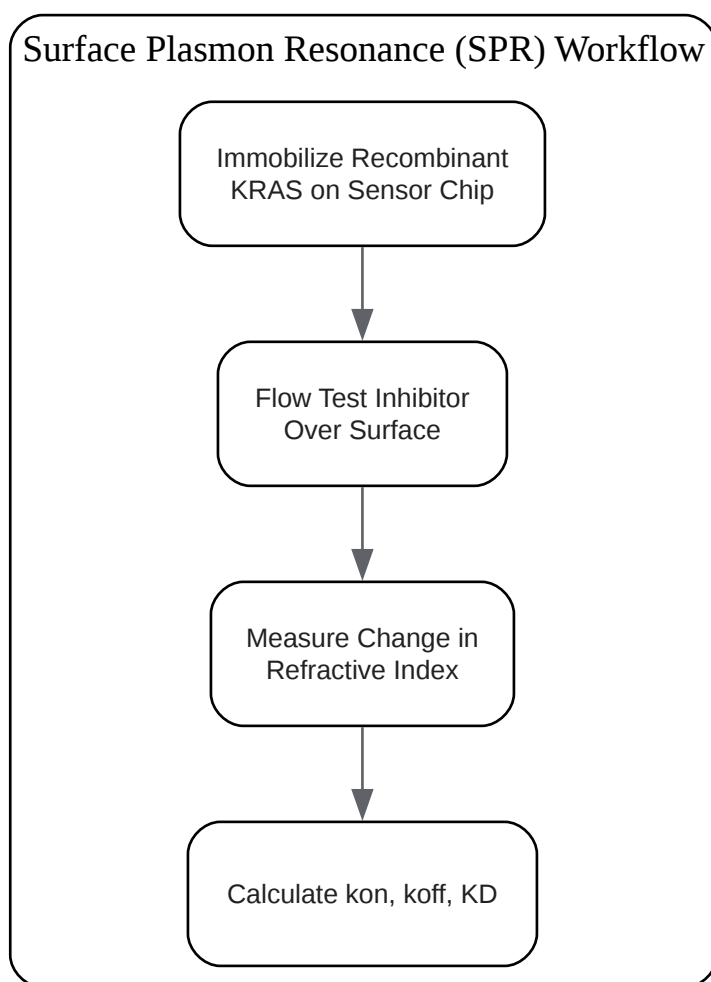 Surface Plasmon Resonance (SPR) Workflow
Immobilize Recombinant
KRAS on Sensor Chip
Flow Test Inhibitor
Over Surface
Measure Change in
Refractive Index
Calculate kon, koff, KD